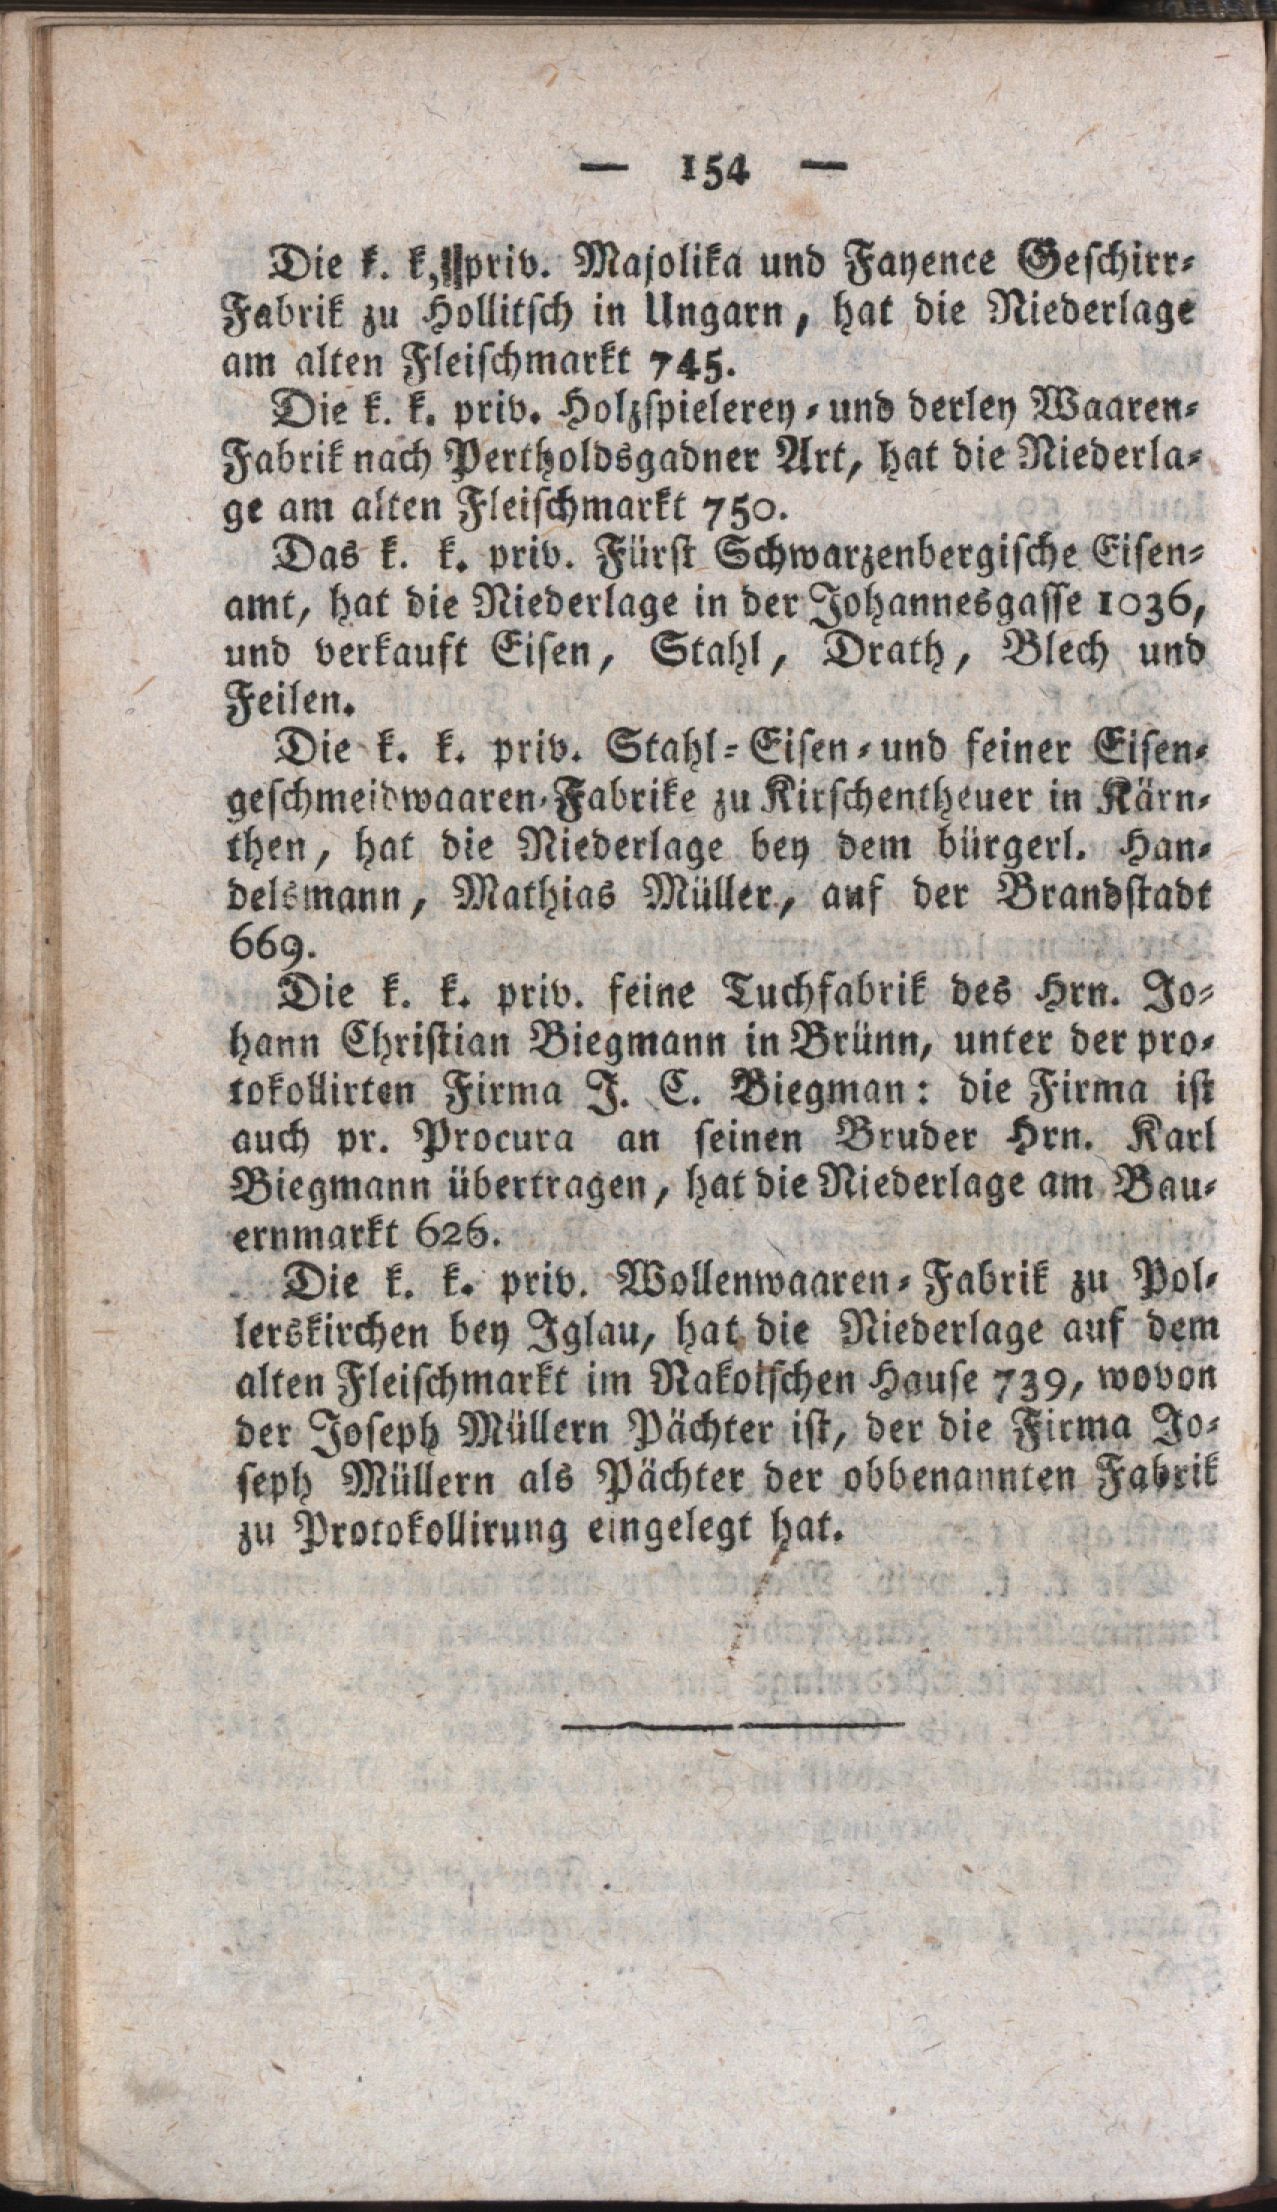 — 154 —
Die k. k. priv. Majolika und Fayence Geschirr-
Fabrik zu Hollitsch in Ungarn, hat die Niederlage
am alten Fleischmarkt 745.
Die k. k. priv. Holzspielerey- und derley Waaren-
Fabrik nach Pertholdsgadner Art, hat die Niederla-
ge am alten Fleischmarkt 750.
Das k. k. priv. Fürst Schwarzenbergische Eisen-
amt, hat die Niederlage in der Johannesgasse 1036,
und verkauft Eisen, Stahl, Drath, Blech und
Feilen.
Die k. k. priv. Stahl- Eisen- und feiner Eisen-
geschmeidwaaren-Fabrike zu Kirschentheuer in Kärn-
then, hat die Niederlage bey dem bürgerl. Han-
delsmann, Mathias Müller, auf der Brandstadt
669.
Die k. k. priv. feine Tuchfabrik des Hrn. Jo-
hann Christian Biegmann in Brünn, unter der pro-
tokollirten Firma J. C. Biegman: die Firma ist
auch pr. Procura an seinen Bruder Hrn. Karl
Biegmann übertragen, hat die Niederlage am Bau-
ernmarkt 626.
Die k. k. priv. Wollenwaaren-Fabrik zu Pol-
lerskirchen bey Iglau, hat die Niederlage auf dem
alten Fleischmarkt im Nakoischen Hause 739, wovon
der Joseph Müllern Pächter ist, der die Firma Jo-
seph Müllern als Pächter der obbenannten Fabrik
zu Protokollirung eingelegt hat.